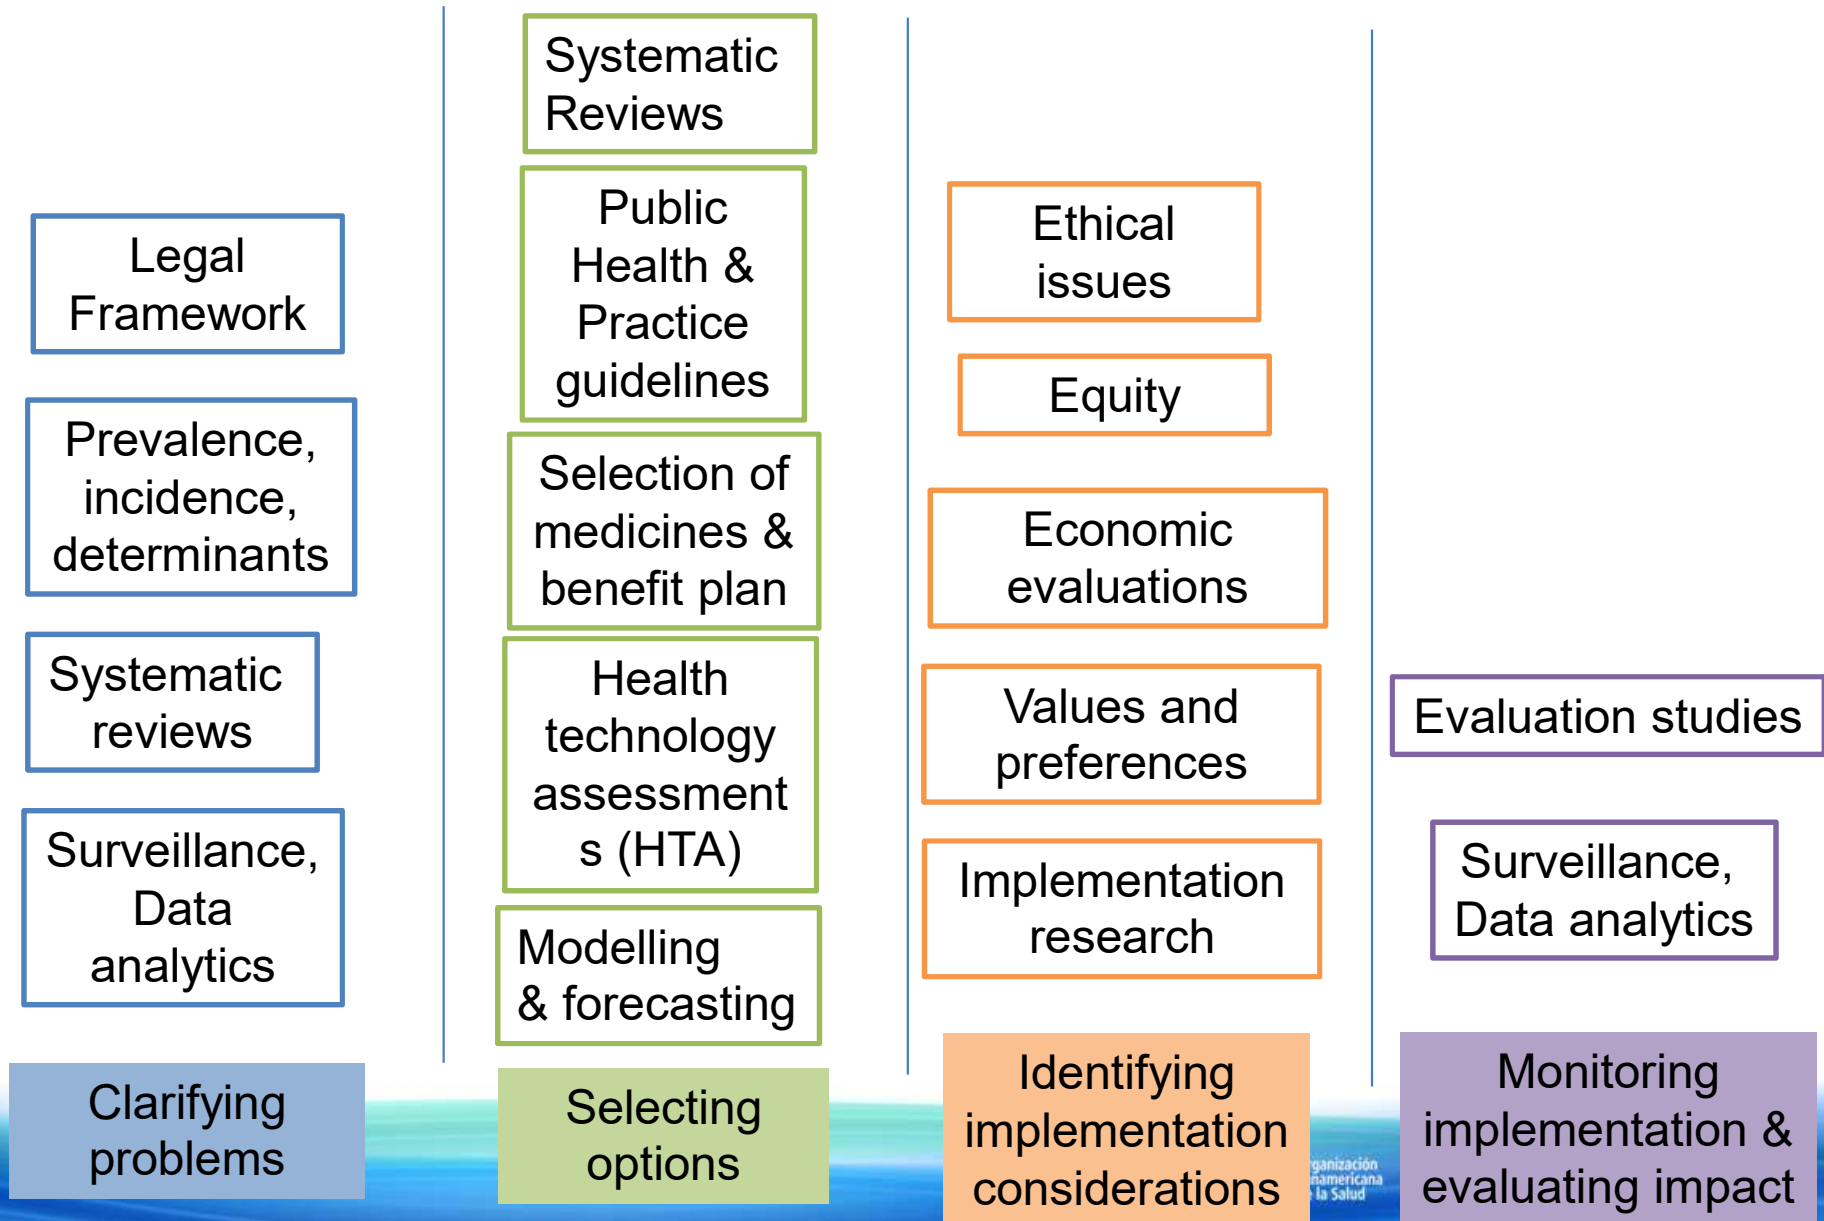 Legal
Framework
Prevalence,
incidence,
determinants
Systematic
reviews
Surveillance,
Data
analytics
Clarifying
problems
Systematic
Reviews
Public
Health &
Practice
guidelines
Selection of
medicines &
benefit plan
Health
technology
assessment
s (HTA)
Modelling
& forecasting
Selecting
options
Ethical
issues
Equity
Economic
evaluations
Values and
preferences
Implementation
research
Identifying
implementation
considerations
Evaluation studies
Surveillance,
Data analytics
Monitoring
implementation &
evaluating impact
la Salud